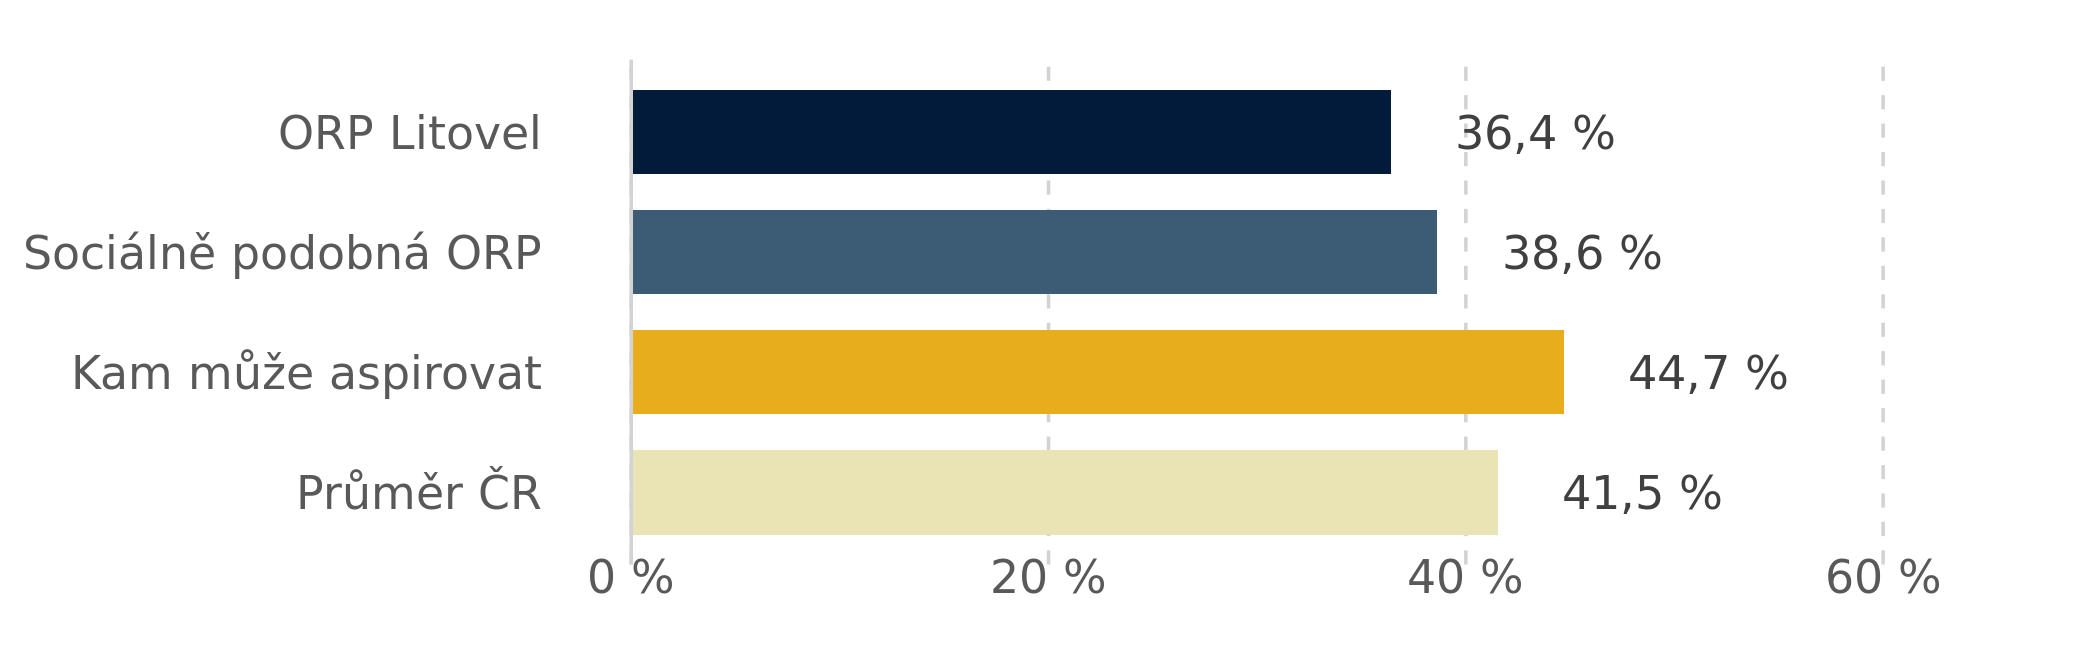 ORP Litovel 36,4 %
Sociálně podobná ORP 38,6 %
Kam může aspirovat 44,7 %
Průměr ČR 41,5 %
0 % 20 % 40 % 60 %